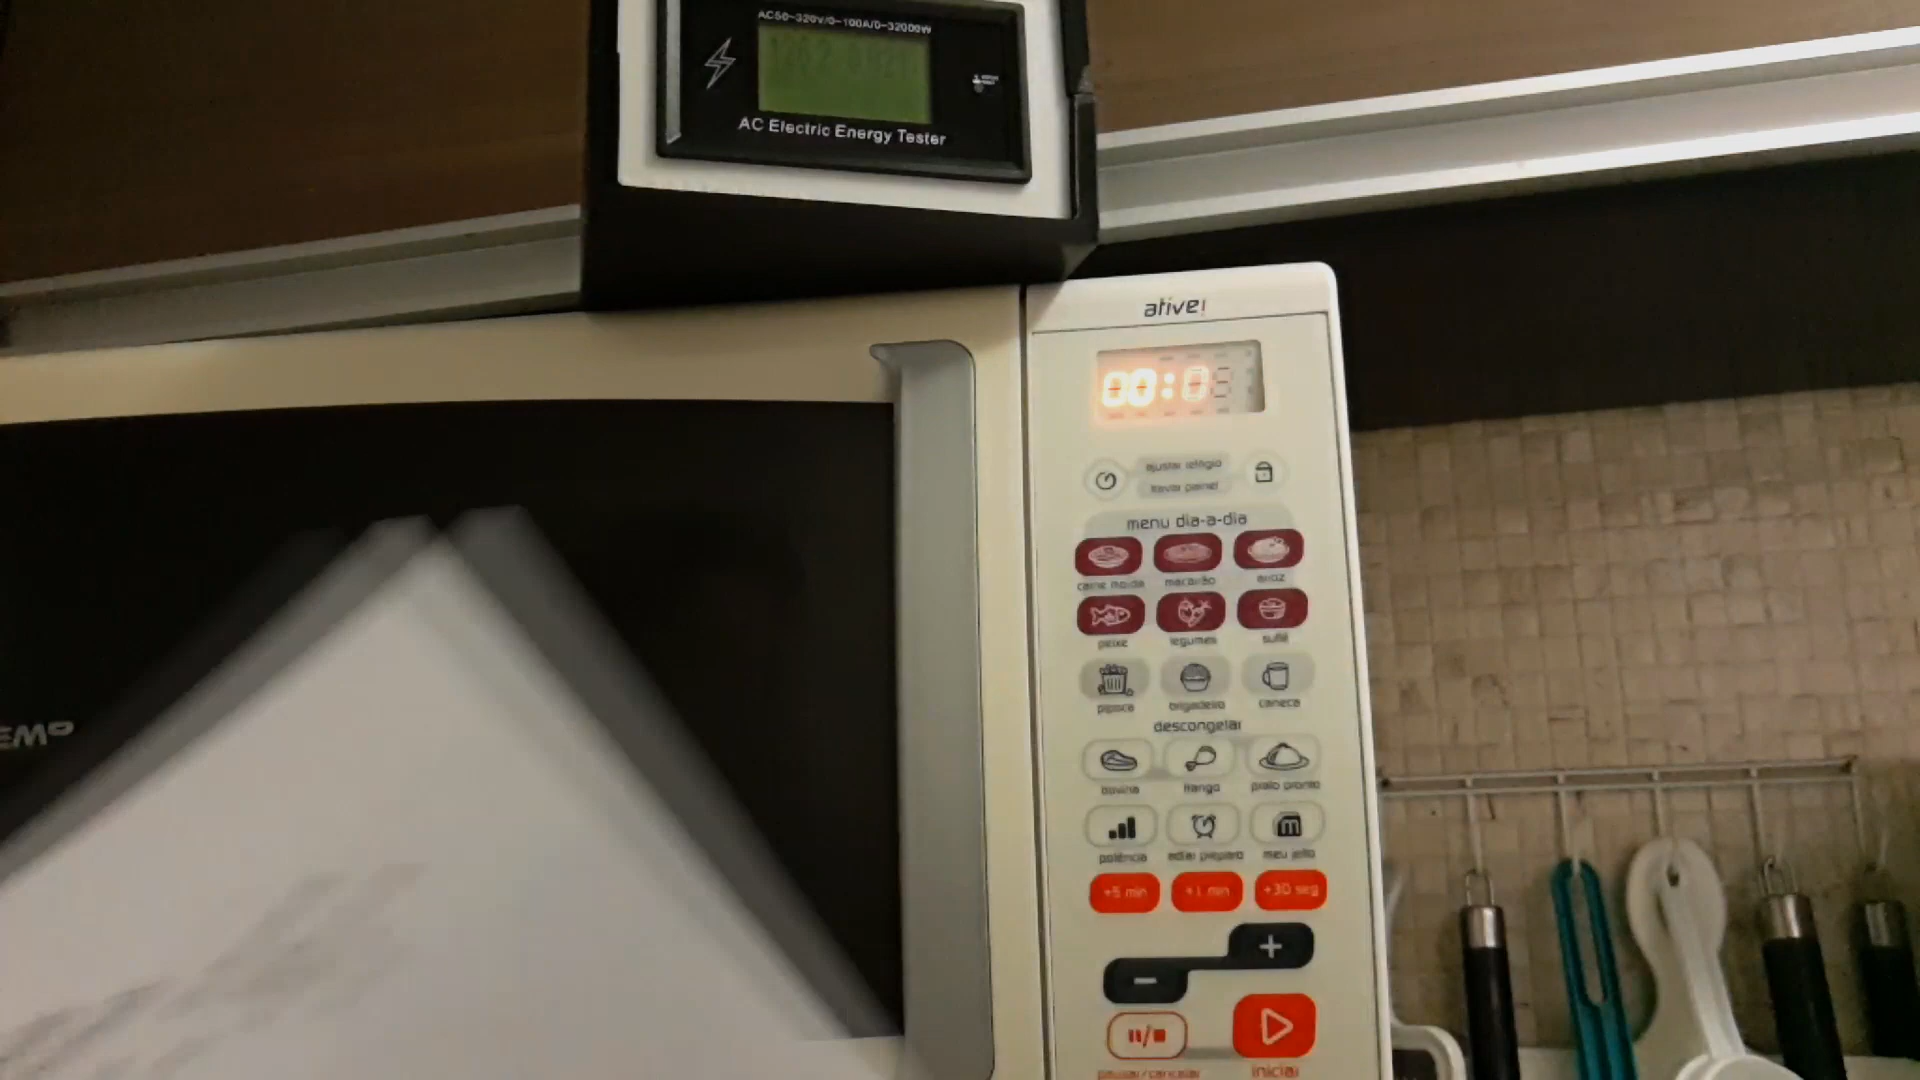 AC50~320V/0-100A/0-32000W
AC Electric Energy Tester
ative!
ajustar relógio
travar painel
menu dia-a-dia
carne moída
macarrão
arroz
peixe
legumes
suflê
pipoca
brigadeiro
caneca
descongelar
bovina
frango
prato pronto
potência
adiar preparo
meu jeito
+5 min
+1 min
+30 seg
pausar/cancelar
iniciar